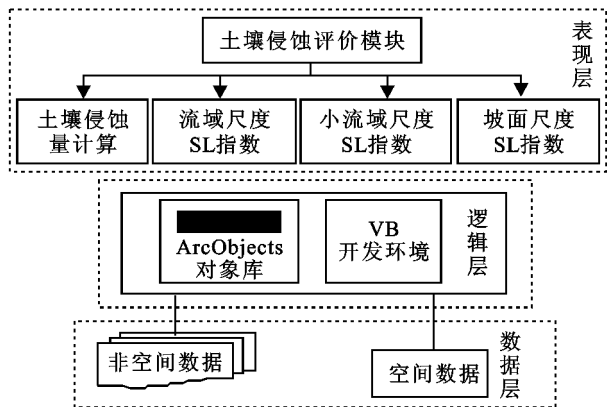 土壤侵蚀评价模块
表现层
土壤侵蚀
量计算
流域尺度
SL指数
小流域尺度
SL指数
坡面尺度
SL指数
ArcObjects
对象库
VB
开发环境
逻辑层
非空间数据
空间数据
数据层